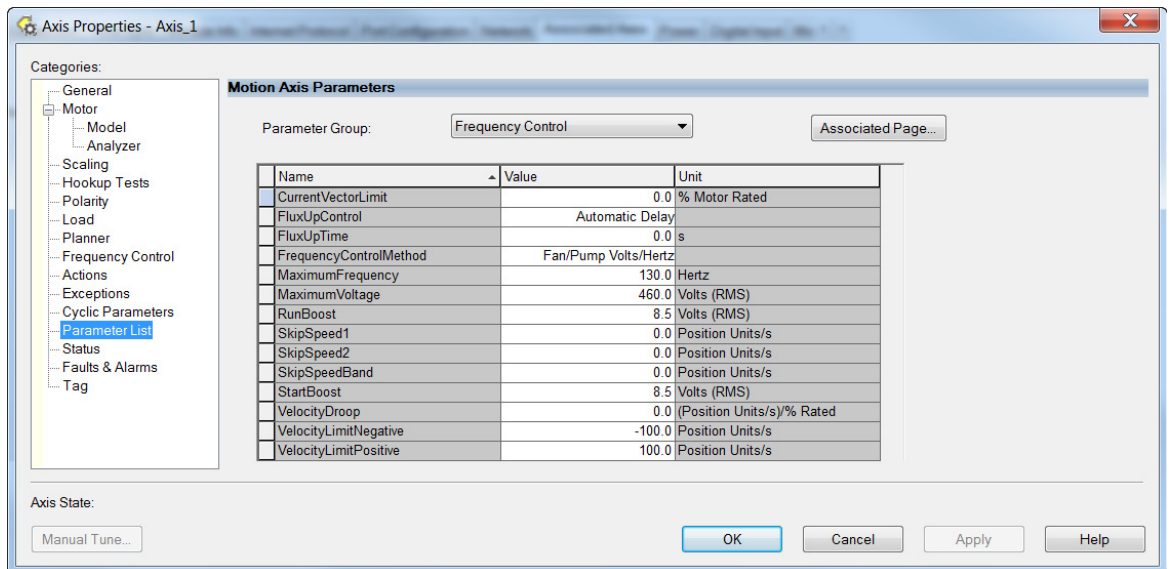 Axis Properties - Axis_1
Categories:
General
Motor
Model
Analyzer
Scaling
Hookup Tests
Polarity
Load
Planner
Frequency Control
Actions
Exceptions
Cyclic Parameters
Parameter List
Status
Faults & Alarms
Tag
Motion Axis Parameters
Parameter Group: Frequency Control Associated Page...
Name Value Unit
CurrentVectorLimit 0.0 % Motor Rated
FluxUpControl Automatic Delay
FluxUpTime 0.0 s
FrequencyControlMethod Fan/Pump Volts/Hertz
MaximumFrequency 130.0 Hertz
MaximumVoltage 460.0 Volts (RMS)
RunBoost 8.5 Volts (RMS)
SkipSpeed1 0.0 Position Units/s
SkipSpeed2 0.0 Position Units/s
SkipSpeedBand 0.0 Position Units/s
StartBoost 8.5 Volts (RMS)
VelocityDroop 0.0 (Position Units/s)/% Rated
VelocityLimitNegative -100.0 Position Units/s
VelocityLimitPositive 100.0 Position Units/s
Axis State:
Manual Tune... OK Cancel Apply Help